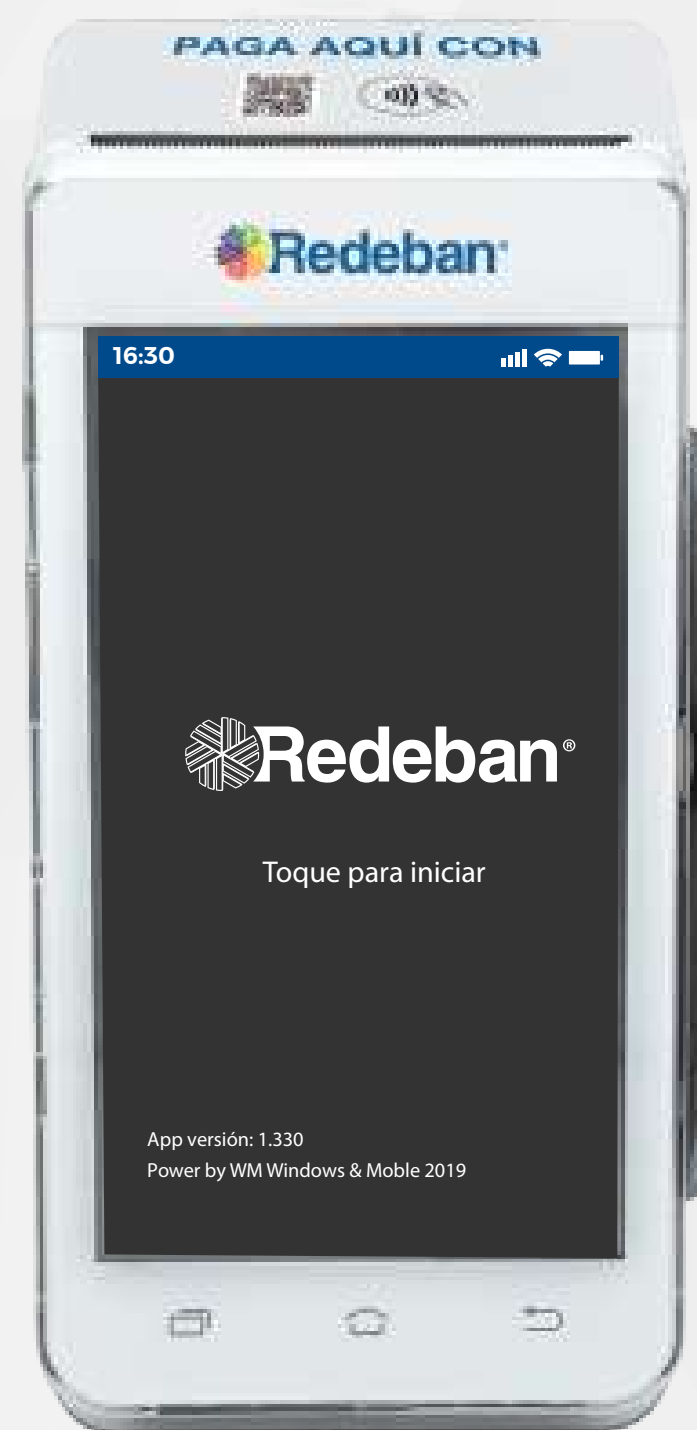 PAGA AQUÍ CON
Redeban
16:30
Redeban®
Toque para iniciar
App versión: 1.330
Power by WM Windows & Moble 2019